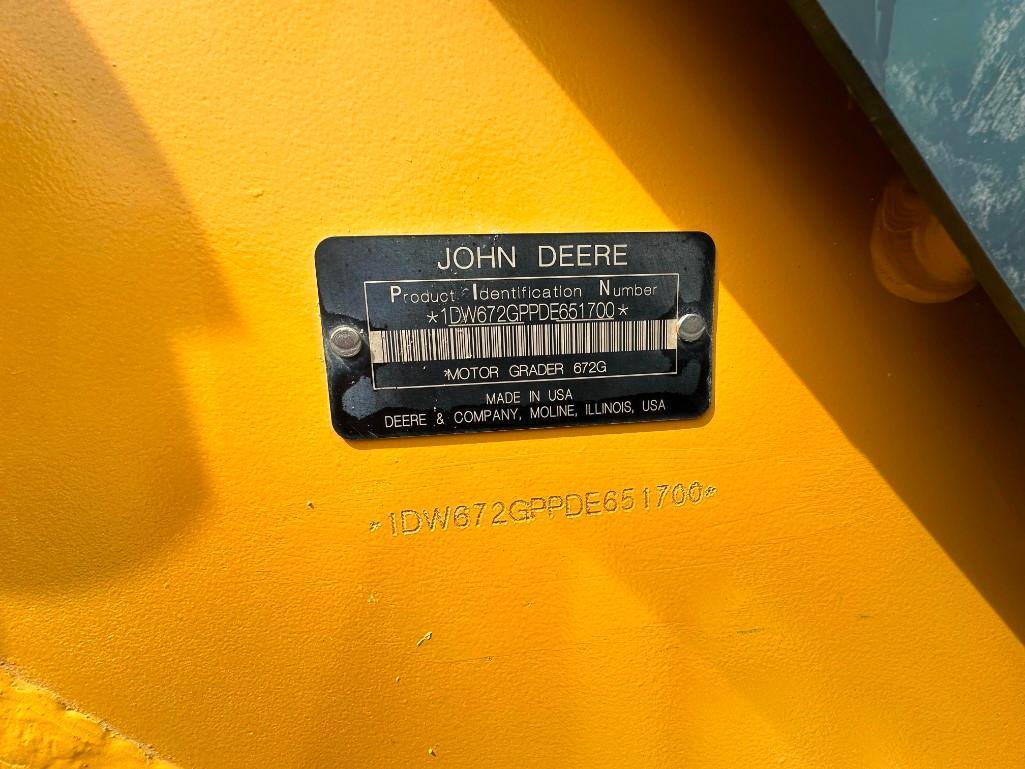 JOHN DEERE
Product Identification Number
*1DW672GPPDE651700*
*MOTOR GRADER 672G
MADE IN USA
DEERE & COMPANY, MOLINE, ILLINOIS, USA
*1DW672GPPDE651700*